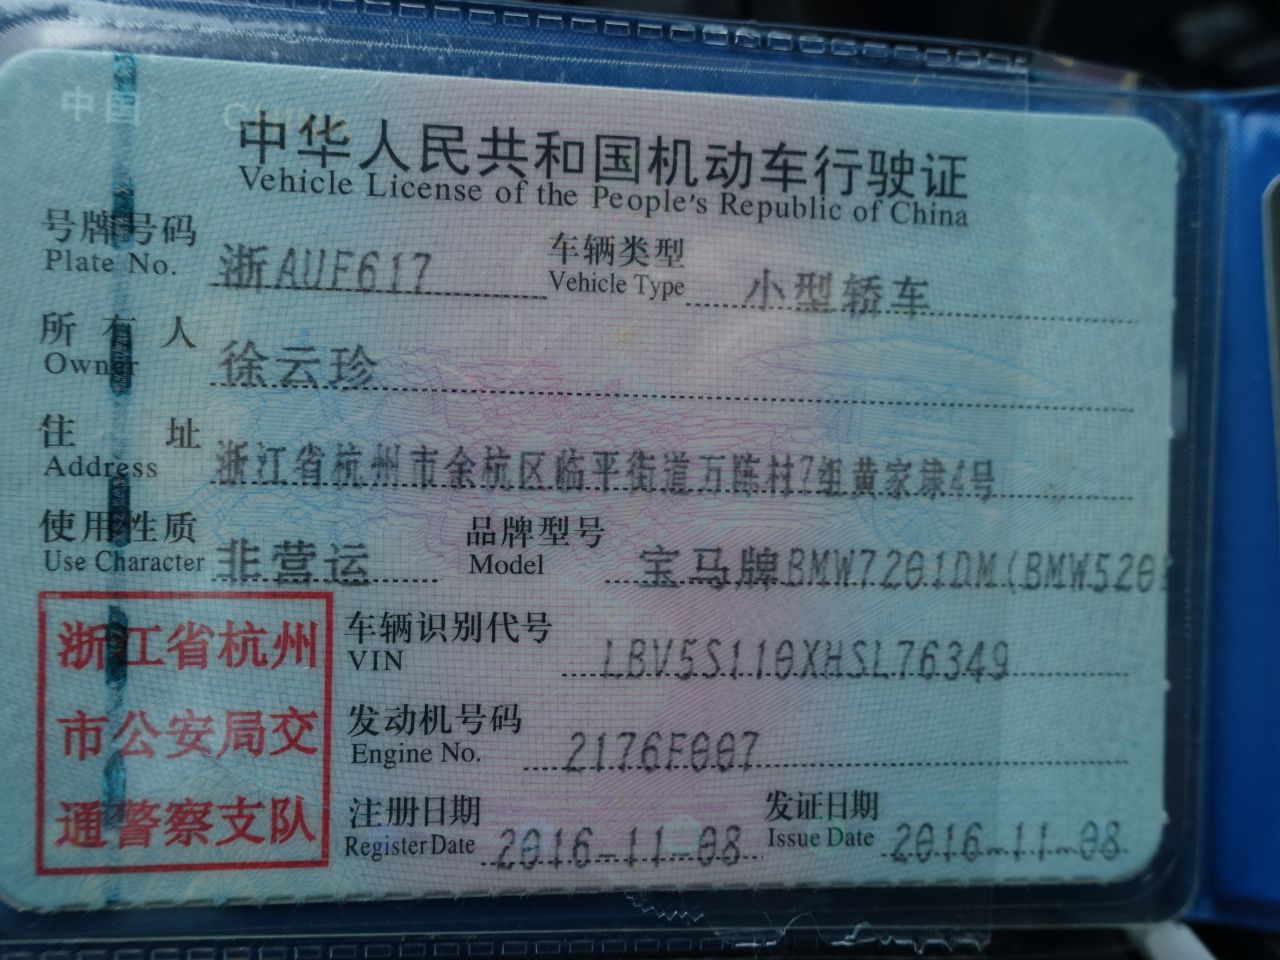 中国 CHINA
中华人民共和国机动车行驶证
Vehicle License of the People's Republic of China
号牌号码 浙AUF617 车辆类型 小型轿车
Plate No. Vehicle Type
所有人 徐云珍
Owner
住址 浙江省杭州市余杭区临平街道万陈村7组黄家埭4号
Address
使用性质 非营运 品牌型号 宝马牌BMW7201DM(BMW520
Use Character Model
浙江省杭州
市公安局交
通警察支队
车辆识别代号 LBV5S110XHSL76349
VIN
发动机号码 2176F007
Engine No.
注册日期 2016-11-08 发证日期 2016-11-08
Register Date Issue Date